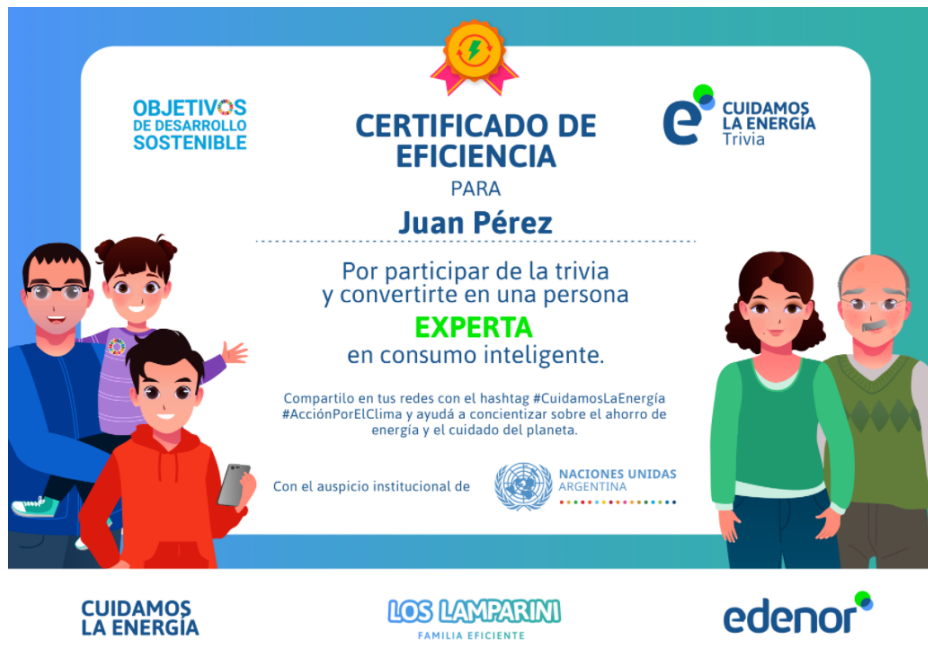 OBJETIVOS
DE DESARROLLO
SOSTENIBLE
CERTIFICADO DE
EFICIENCIA
PARA
Juan Pérez
e
CUIDAMOS
LA ENERGÍA
Trivia
Por participar de la trivia
y convertirte en una persona
EXPERTA
en consumo inteligente.
Compartilo en tus redes con el hashtag #CuidamosLaEnergía
#AcciónPorElClima y ayudá a concientizar sobre el ahorro de
energía y el cuidado del planeta.
Con el auspicio institucional de
NACIONES UNIDAS
ARGENTINA
CUIDAMOS
LA ENERGÍA
LOS LAMPARINI
FAMILIA EFICIENTE
edenor